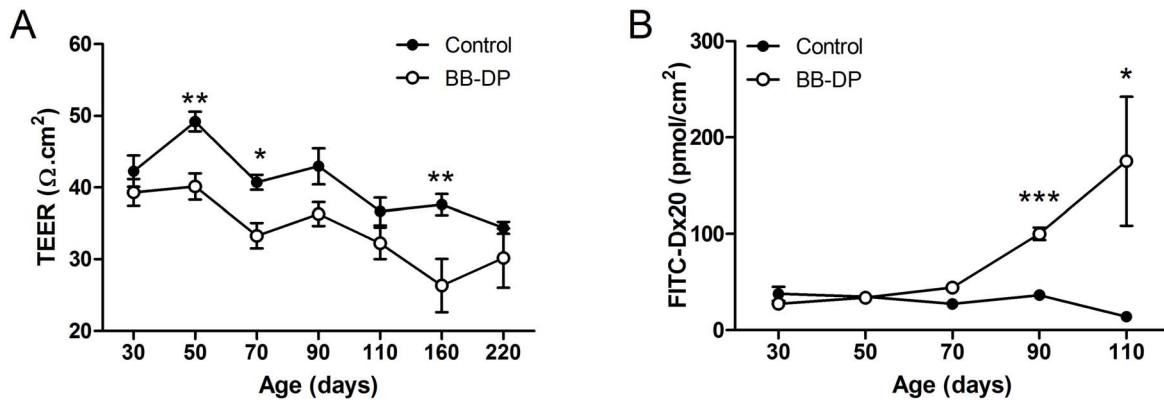 A
TEER (Ω.cm²)
60
50
40
30
20
Control
BB-DP
**
*
**
30 50 70 90 110 160 220
Age (days)
B
FITC-Dx20 (pmol/cm²)
300
200
100
0
Control
BB-DP
*
***
30 50 70 90 110
Age (days)